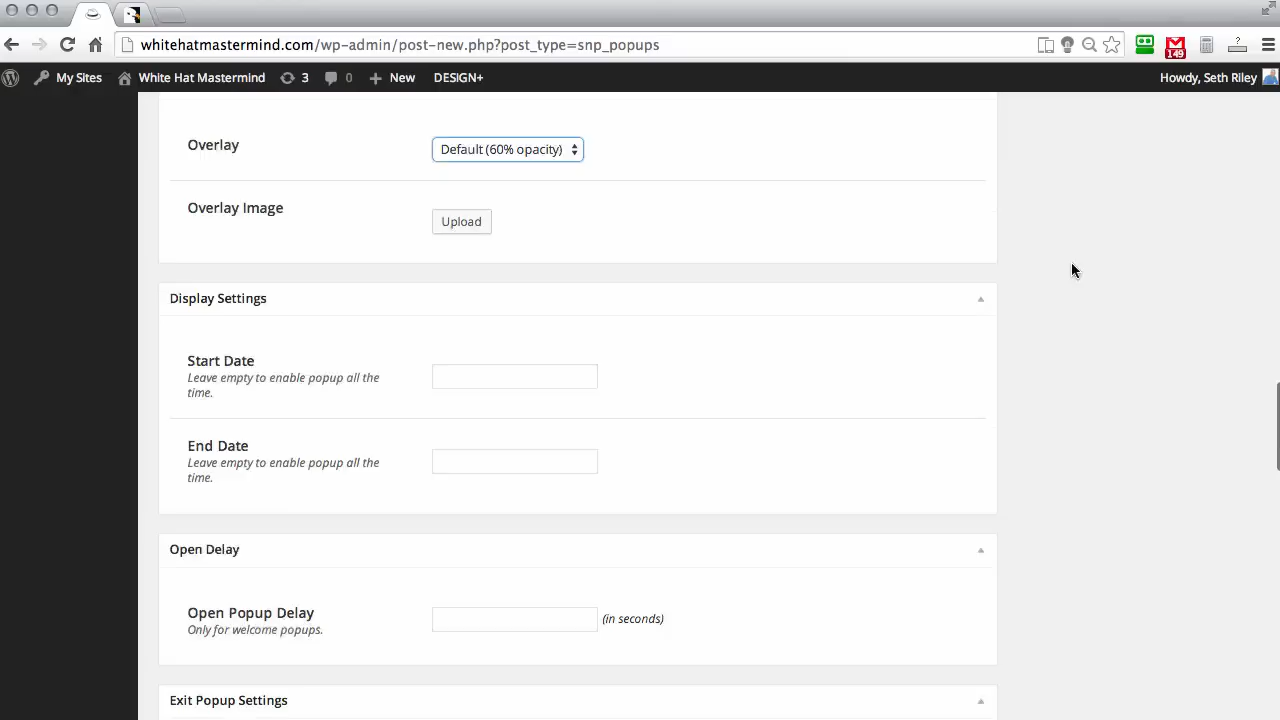 whitehatmastermind.com/wp-admin/post-new.php?post_type=snp_popups
149
My Sites White Hat Mastermind 3 0 New DESIGN+ Howdy, Seth Riley
Overlay Default (60% opacity)
Overlay Image Upload
Display Settings
Start Date
Leave empty to enable popup all the
time.
End Date
Leave empty to enable popup all the
time.
Open Delay
Open Popup Delay
Only for welcome popups. (in seconds)
Exit Popup Settings